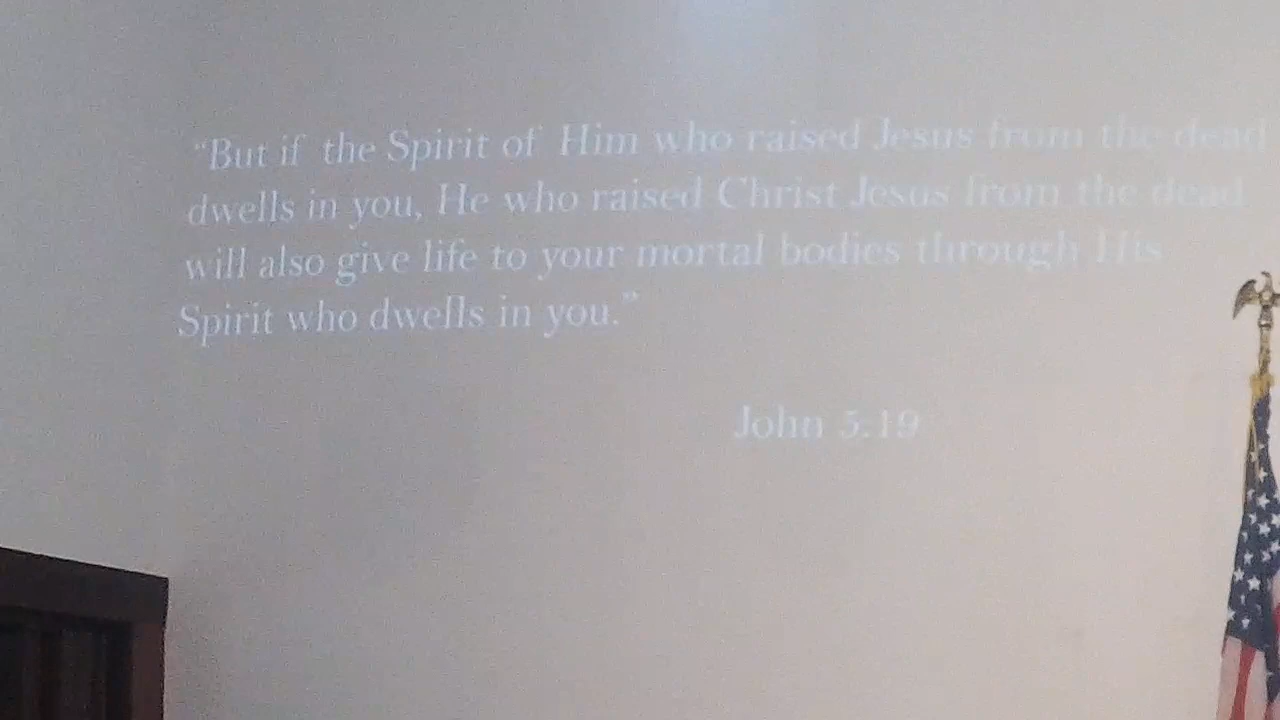 “But if the Spirit of Him who raised Jesus from the dead
dwells in you, He who raised Christ Jesus from the dead
will also give life to your mortal bodies through His
Spirit who dwells in you.”
John 5:19